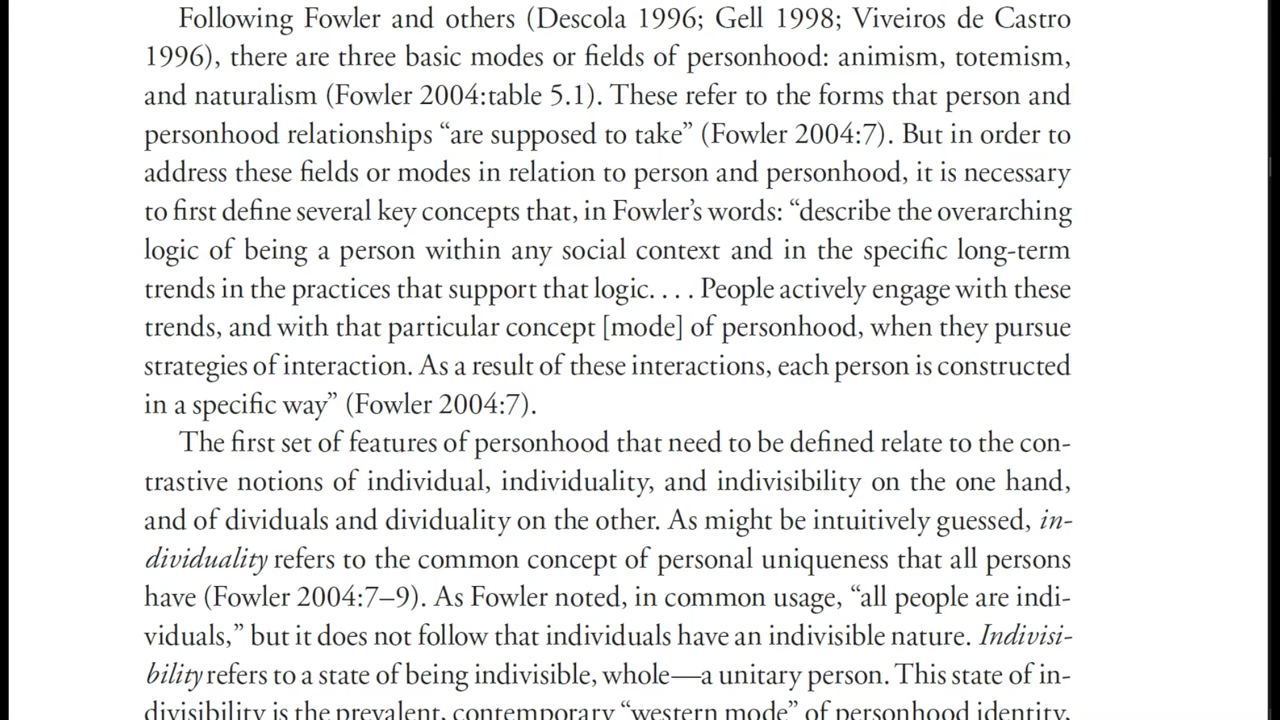 Following Fowler and others (Descola 1996; Gell 1998; Viveiros de Castro
1996), there are three basic modes or fields of personhood: animism, totemism,
and naturalism (Fowler 2004:table 5.1). These refer to the forms that person and
personhood relationships “are supposed to take” (Fowler 2004:7). But in order to
address these fields or modes in relation to person and personhood, it is necessary
to first define several key concepts that, in Fowler’s words: “describe the overarching
logic of being a person within any social context and in the specific long-term
trends in the practices that support that logic. . . . People actively engage with these
trends, and with that particular concept [mode] of personhood, when they pursue
strategies of interaction. As a result of these interactions, each person is constructed
in a specific way” (Fowler 2004:7).
The first set of features of personhood that need to be defined relate to the con-
trastive notions of individual, individuality, and indivisibility on the one hand,
and of dividuals and dividuality on the other. As might be intuitively guessed, in-
dividuality refers to the common concept of personal uniqueness that all persons
have (Fowler 2004:7–9). As Fowler noted, in common usage, “all people are indi-
viduals,” but it does not follow that individuals have an indivisible nature. Indivisi-
bility refers to a state of being indivisible, whole—a unitary person. This state of in-
divisibility is the prevalent, contemporary “western mode” of personhood identity.